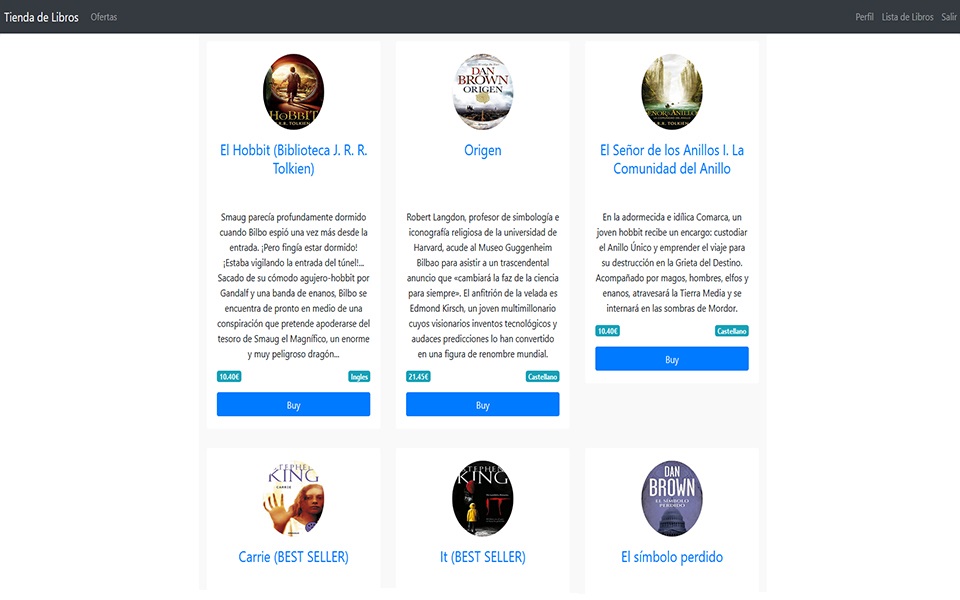 Tienda de Libros Ofertas Perfil Lista de Libros Salir
HOBBIT
J.R.R. TOLKIEN
El Hobbit (Biblioteca J. R. R.
Tolkien)
Smaug parecía profundamente dormido
cuando Bilbo espió una vez más desde la
entrada. ¡Pero fingía estar dormido!
¡Estaba vigilando la entrada del túnel!...
Sacado de su cómodo agujero-hobbit por
Gandalf y una banda de enanos, Bilbo se
encuentra de pronto en medio de una
conspiración que pretende apoderarse del
tesoro de Smaug el Magnífico, un enorme
y muy peligroso dragón...
10.40€ Ingles
Buy
DAN
BROWN
ORIGEN
Origen
Robert Langdon, profesor de simbología e
iconografía religiosa de la universidad de
Harvard, acude al Museo Guggenheim
Bilbao para asistir a un trascendental
anuncio que «cambiará la faz de la ciencia
para siempre». El anfitrión de la velada es
Edmond Kirsch, un joven multimillonario
cuyos visionarios inventos tecnológicos y
audaces predicciones lo han convertido
en una figura de renombre mundial.
21.45€ Castellano
Buy
El Señor de los Anillos I. La
Comunidad del Anillo
En la adormecida e idílica Comarca, un
joven hobbit recibe un encargo: custodiar
el Anillo Único y emprender el viaje para
su destrucción en la Grieta del Destino.
Acompañado por magos, hombres, elfos y
enanos, atravesará la Tierra Media y se
internará en las sombras de Mordor.
10.40€ Castellano
Buy
STEPHEN
KING
CARRIE
Carrie (BEST SELLER)
STEPHEN
KING
IT
It (BEST SELLER)
DAN
BROWN
EL SÍMBOLO
PERDIDO
El símbolo perdido